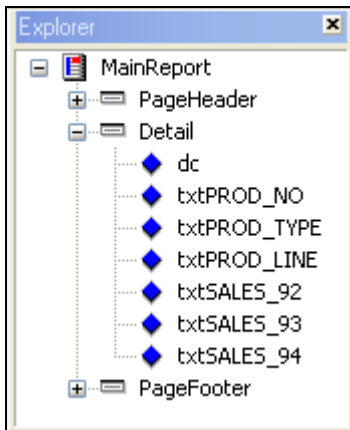 Explorer
MainReport
PageHeader
Detail
dc
txtPROD_NO
txtPROD_TYPE
txtPROD_LINE
txtSALES_92
txtSALES_93
txtSALES_94
PageFooter